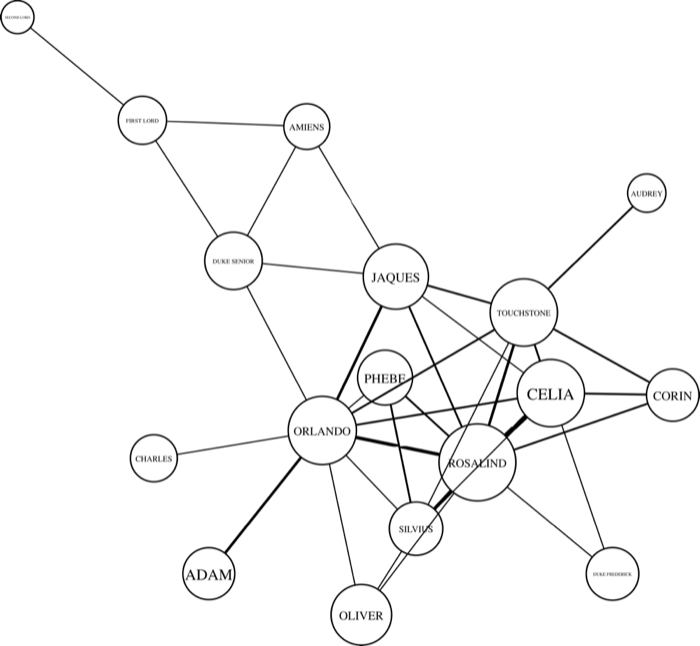 SECOND LORD
FIRST LORD
AMIENS
AUDREY
DUKE SENIOR
JAQUES
TOUCHSTONE
PHEBE
CELIA
CORIN
ORLANDO
CHARLES
ROSALIND
SILVIUS
ADAM
DUKE FREDERICK
OLIVER